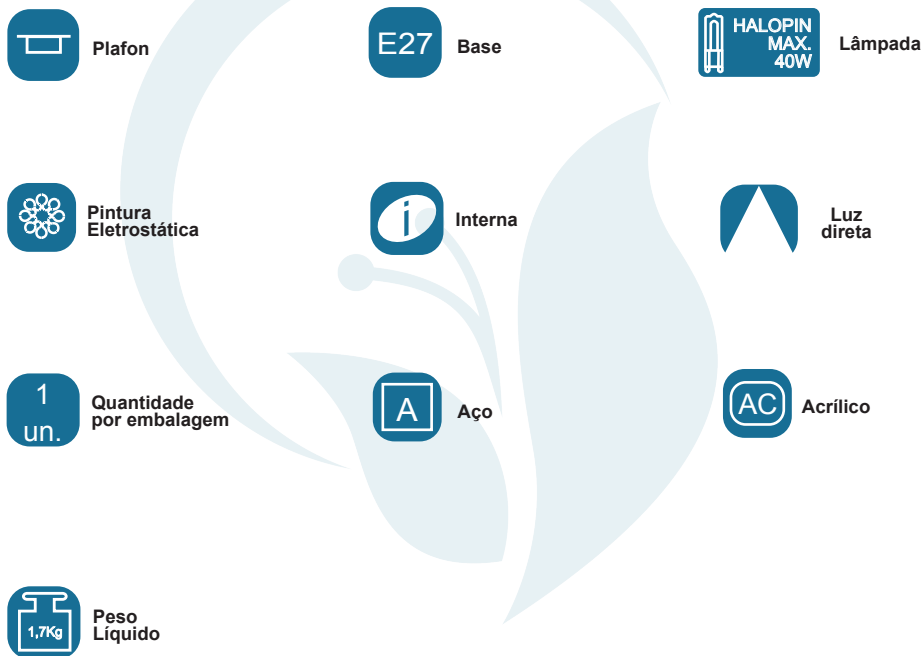 Plafon
E27
Base
HALOPIN
MAX.
40W
Lâmpada
Pintura
Eletrostática
i
Interna
Luz
direta
1
un.
Quantidade
por embalagem
A
Aço
AC
Acrílico
1,7Kg
Peso
Líquido